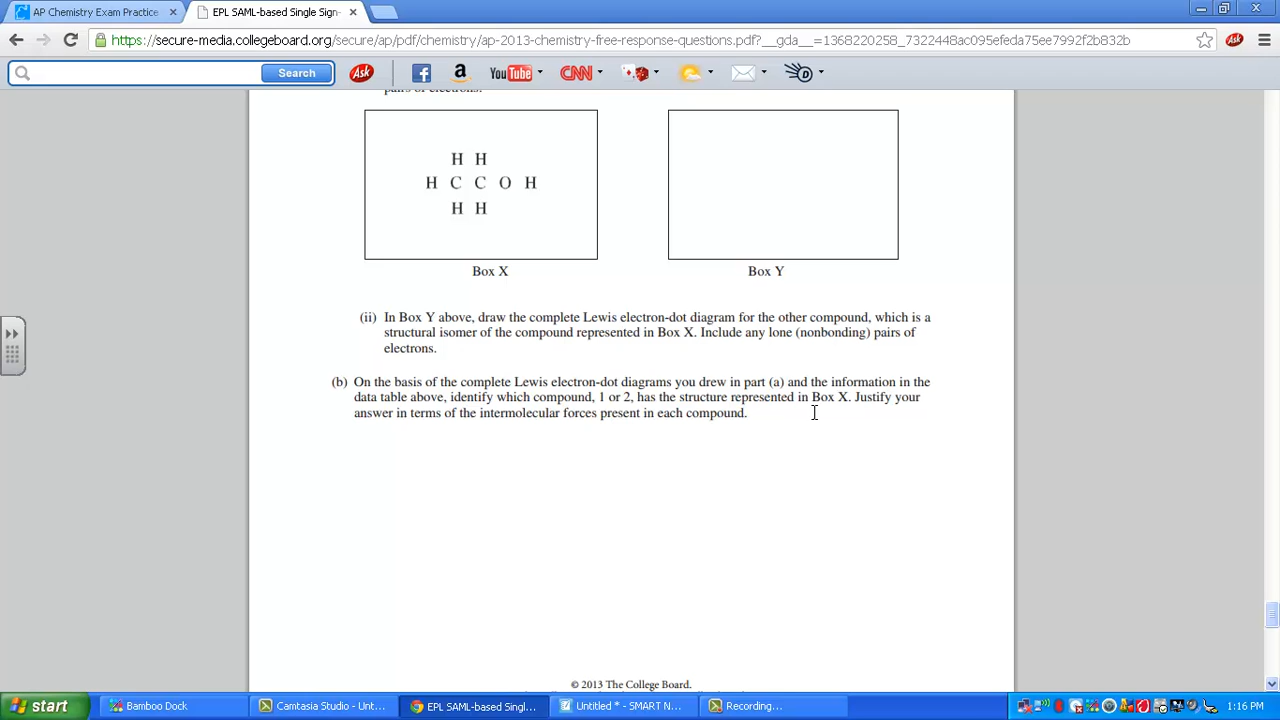 AP Chemistry Exam Practice
EPL SAML-based Single Sign-
https://secure-media.collegeboard.org/secure/ap/pdf/chemistry/ap-2013-chemistry-free-response-questions.pdf?__gda__=1368220258_7322448ac095efeda75ee7992f2b832b
Search Ask YouTube CNN
pairs of electrons.
H H
H C C O H
H H
Box X Box Y
(ii) In Box Y above, draw the complete Lewis electron-dot diagram for the other compound, which is a
structural isomer of the compound represented in Box X. Include any lone (nonbonding) pairs of
electrons.
(b) On the basis of the complete Lewis electron-dot diagrams you drew in part (a) and the information in the
data table above, identify which compound, 1 or 2, has the structure represented in Box X. Justify your
answer in terms of the intermolecular forces present in each compound.
© 2013 The College Board.
start Bamboo Dock Camtasia Studio - Unt... EPL SAML-based Singl... Untitled * - SMART N... Recording... 1:16 PM